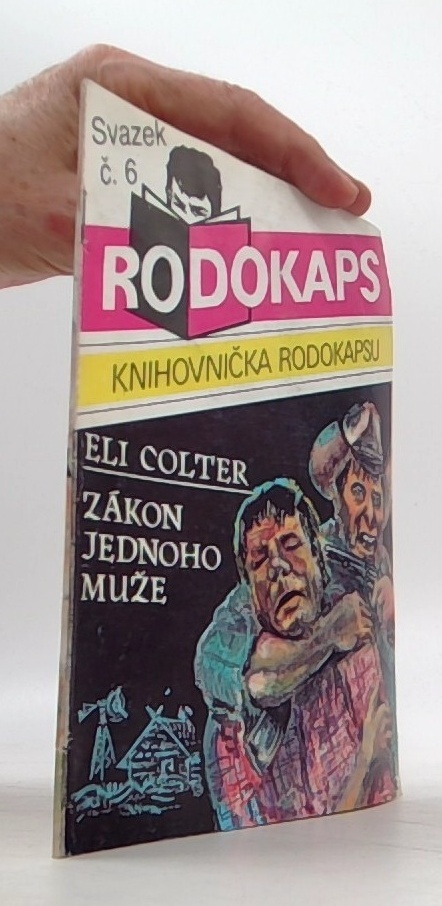 Svazek
č. 6
RODOKAPS
KNIHOVNIČKA RODOKAPSU
ELI COLTER
ZÁKON
JEDNOHO
MUŽE